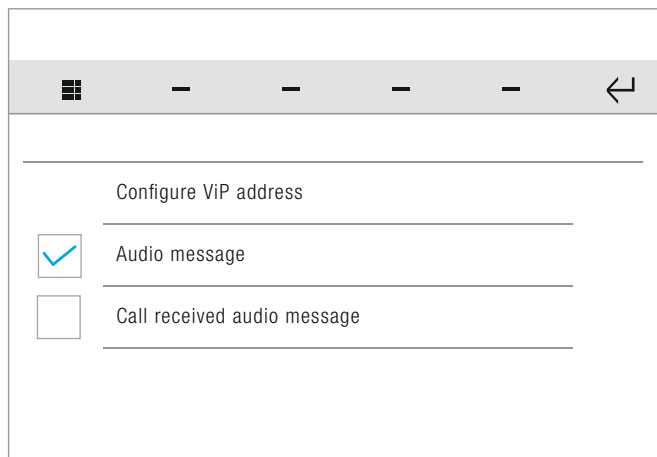 Configure ViP address
Audio message
Call received audio message